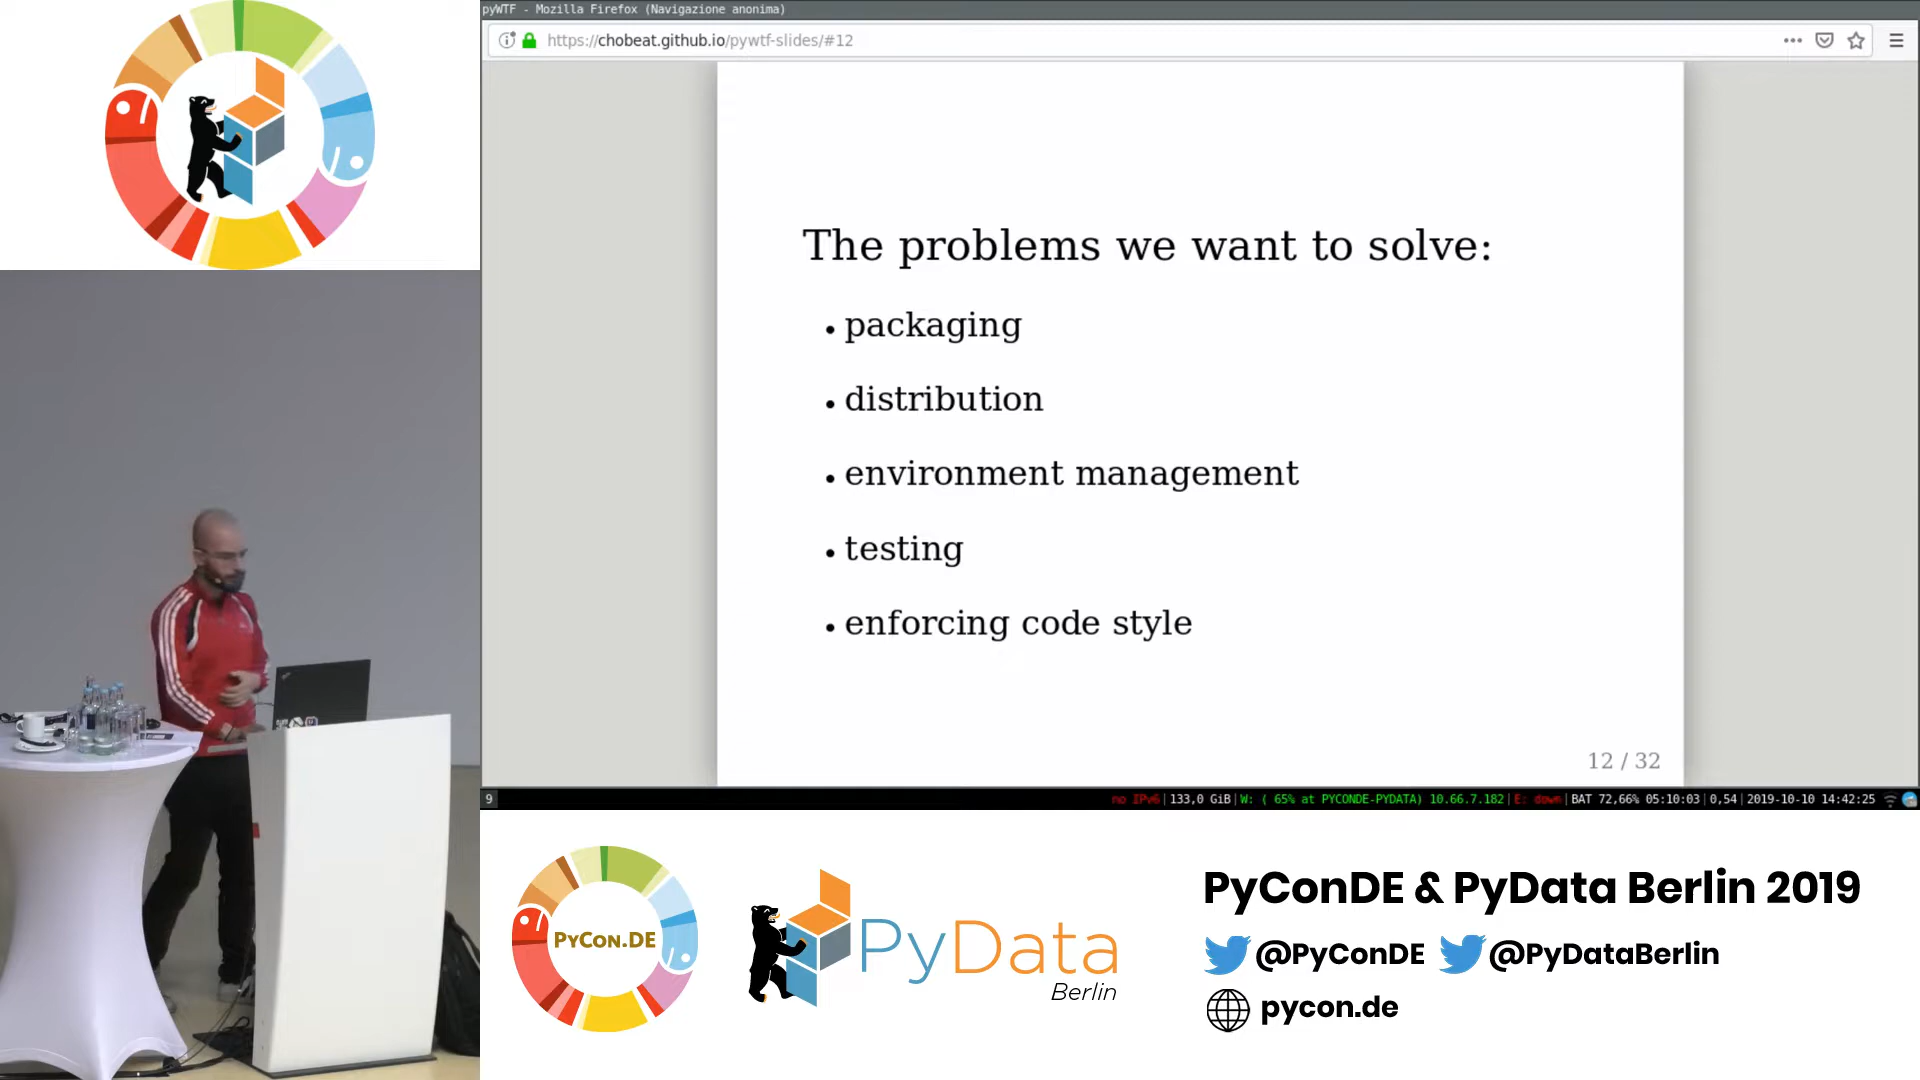 pyWTF - Mozilla Firefox (Navigazione anonima)
https://chobeat.github.io/pywtf-slides/#12
The problems we want to solve:
• packaging
• distribution
• environment management
• testing
• enforcing code style
12 / 32
9
no IPv6|133,0 GiB|W: ( 65% at PYCONDE-PYDATA) 10.66.7.182|E: down|BAT 72,66% 05:10:03|0,54|2019-10-10 14:42:25
PyCon.DE
PyData
Berlin
PyConDE & PyData Berlin 2019
@PyConDE @PyDataBerlin
pycon.de